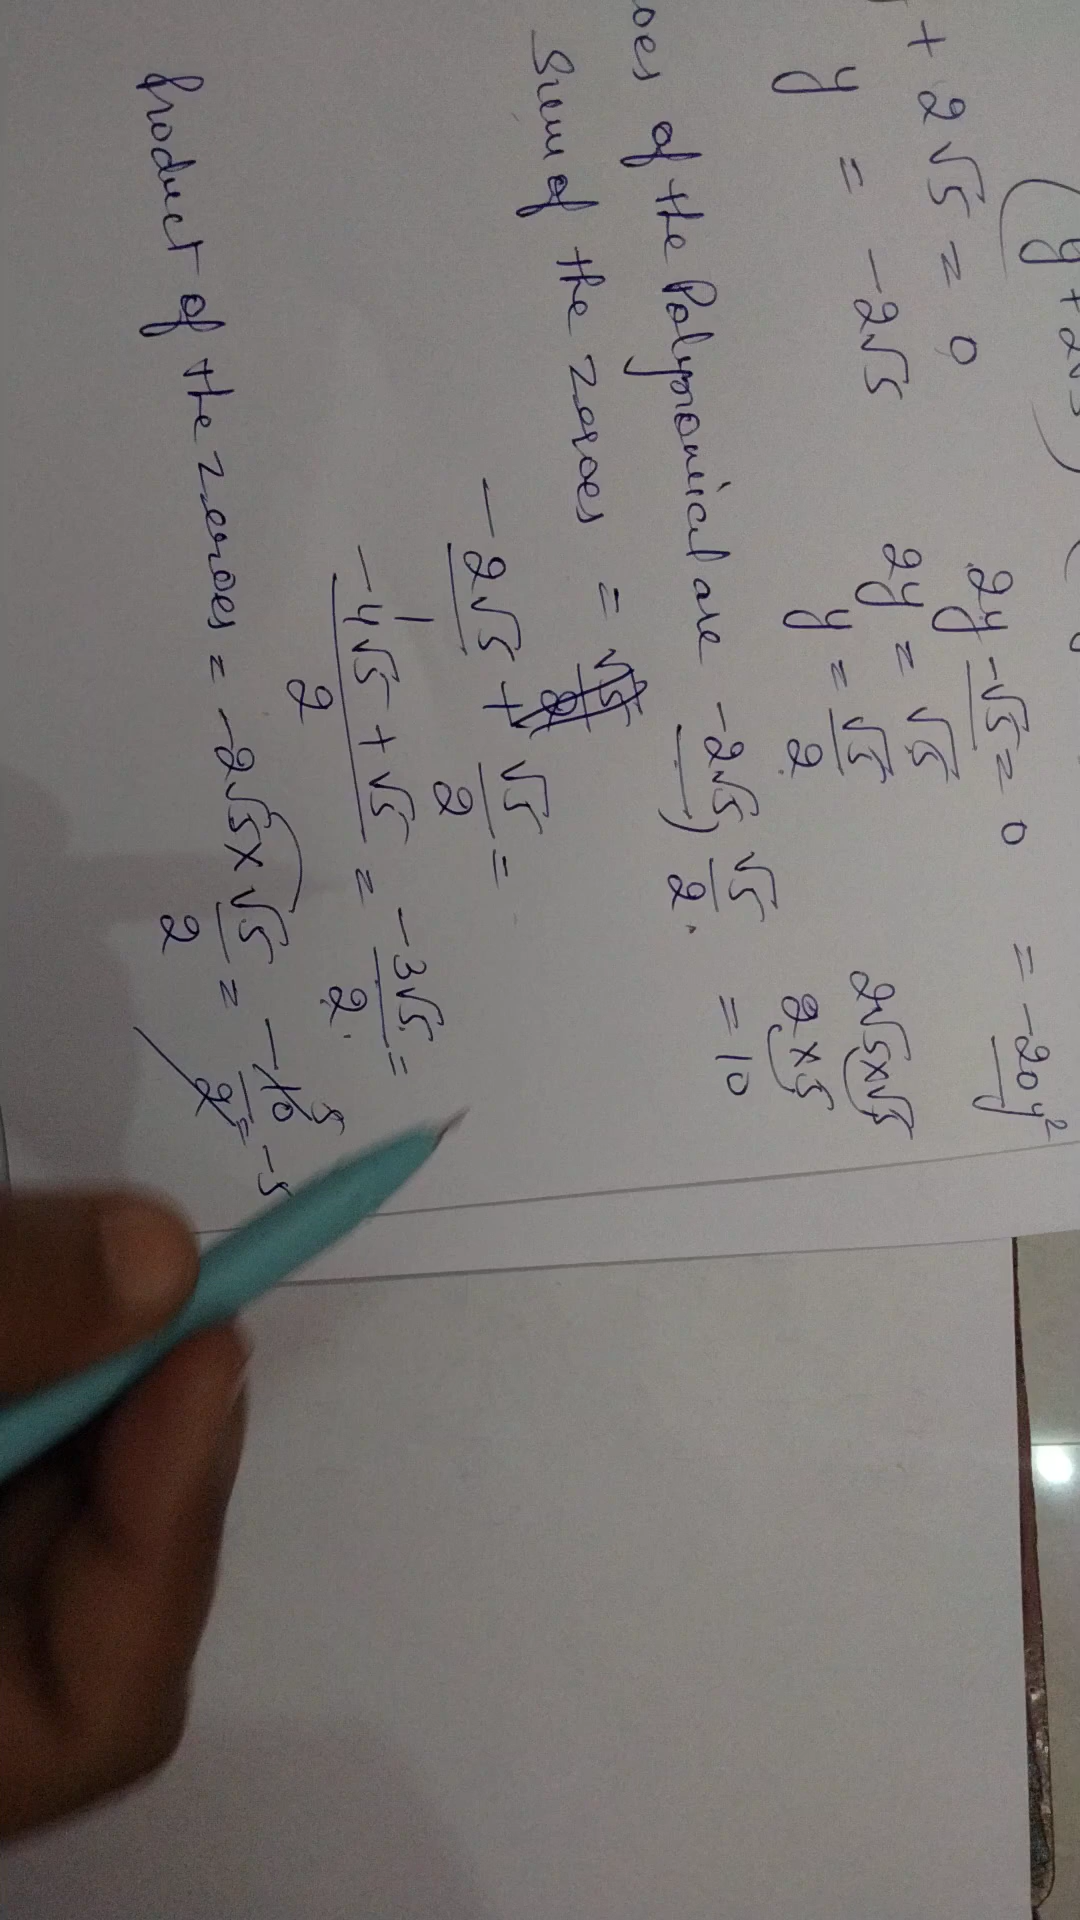 (y + 2√5) (
+ 2√5 = 0 2y - √5 = 0 = -20y²
y = -2√5 2y = √5
y = √5/2
2√5 × √5
2 × 5
= 10
oes of the Polynomical are -2√5, √5/2.
Sum of the zeroes =
-2√5/1 + √5/2 =
-4√5 + √5/2 = -3√5/2. =
Product of the zeroes = -2√5 × √5/2 = -10/2 = -5
5